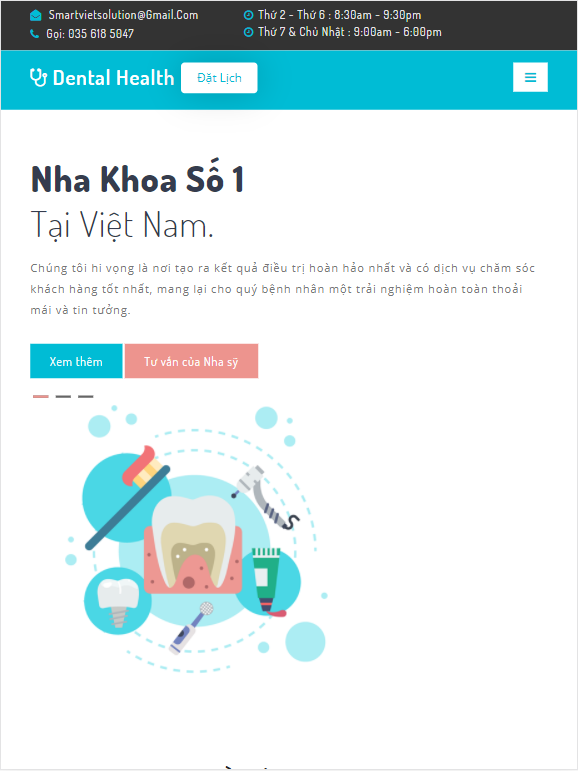 Smartvietsolution@Gmail.Com
Thứ 2 - Thứ 6 : 8:30am - 9:30pm
Gọi: 035 618 5047
Thứ 7 & Chủ Nhật : 9:00am - 6:00pm
Dental Health
Đặt Lịch
Nha Khoa Số 1
Tại Việt Nam.
Chúng tôi hi vọng là nơi tạo ra kết quả điều trị hoàn hảo nhất và có dịch vụ chăm sóc
khách hàng tốt nhất, mang lại cho quý bệnh nhân một trải nghiệm hoàn toàn thoải
mái và tin tưởng.
Xem thêm
Tư vấn của Nha sỹ